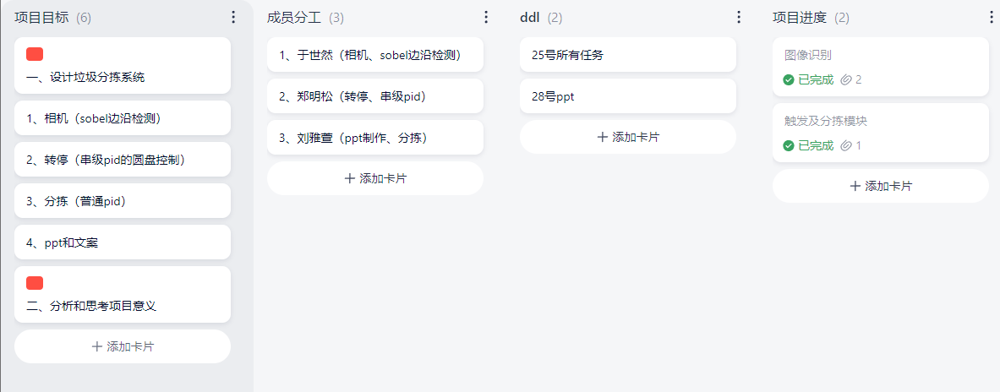 项目目标 (6)
一、设计垃圾分拣系统
1、相机（sobel边沿检测）
2、转停（串级pid的圆盘控制）
3、分拣（普通pid）
4、ppt和文案
二、分析和思考项目意义
+ 添加卡片
成员分工 (3)
1、于世然（相机、sobel边沿检测）
2、郑明松（转停、串级pid）
3、刘雅萱（ppt制作、分拣）
+ 添加卡片
ddl (2)
25号所有任务
28号ppt
+ 添加卡片
项目进度 (2)
图像识别
已完成 2
触发及分拣模块
已完成 1
+ 添加卡片